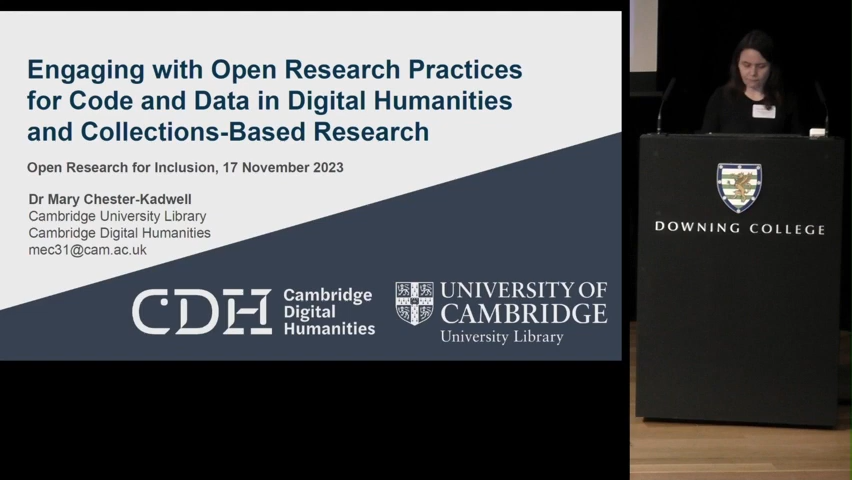 Engaging with Open Research Practices
for Code and Data in Digital Humanities
and Collections-Based Research
Open Research for Inclusion, 17 November 2023
Dr Mary Chester-Kadwell
Cambridge University Library
Cambridge Digital Humanities
mec31@cam.ac.uk
CDH
Cambridge
Digital
Humanities
UNIVERSITY OF
CAMBRIDGE
University Library
DOWNING COLLEGE